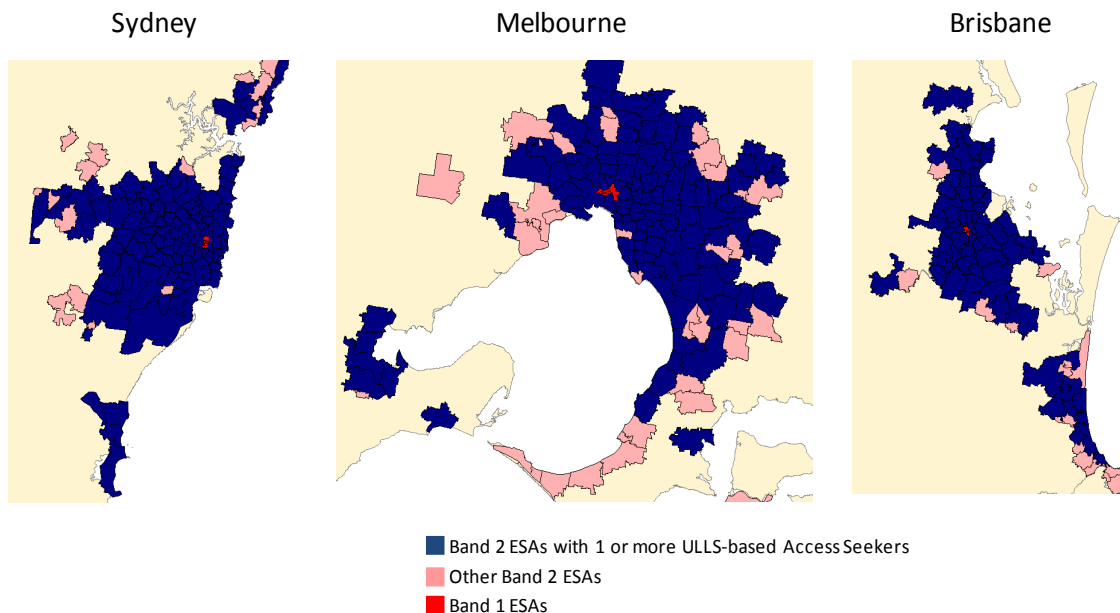 Sydney
Melbourne
Brisbane
Band 2 ESAs with 1 or more ULLS-based Access Seekers
Other Band 2 ESAs
Band 1 ESAs